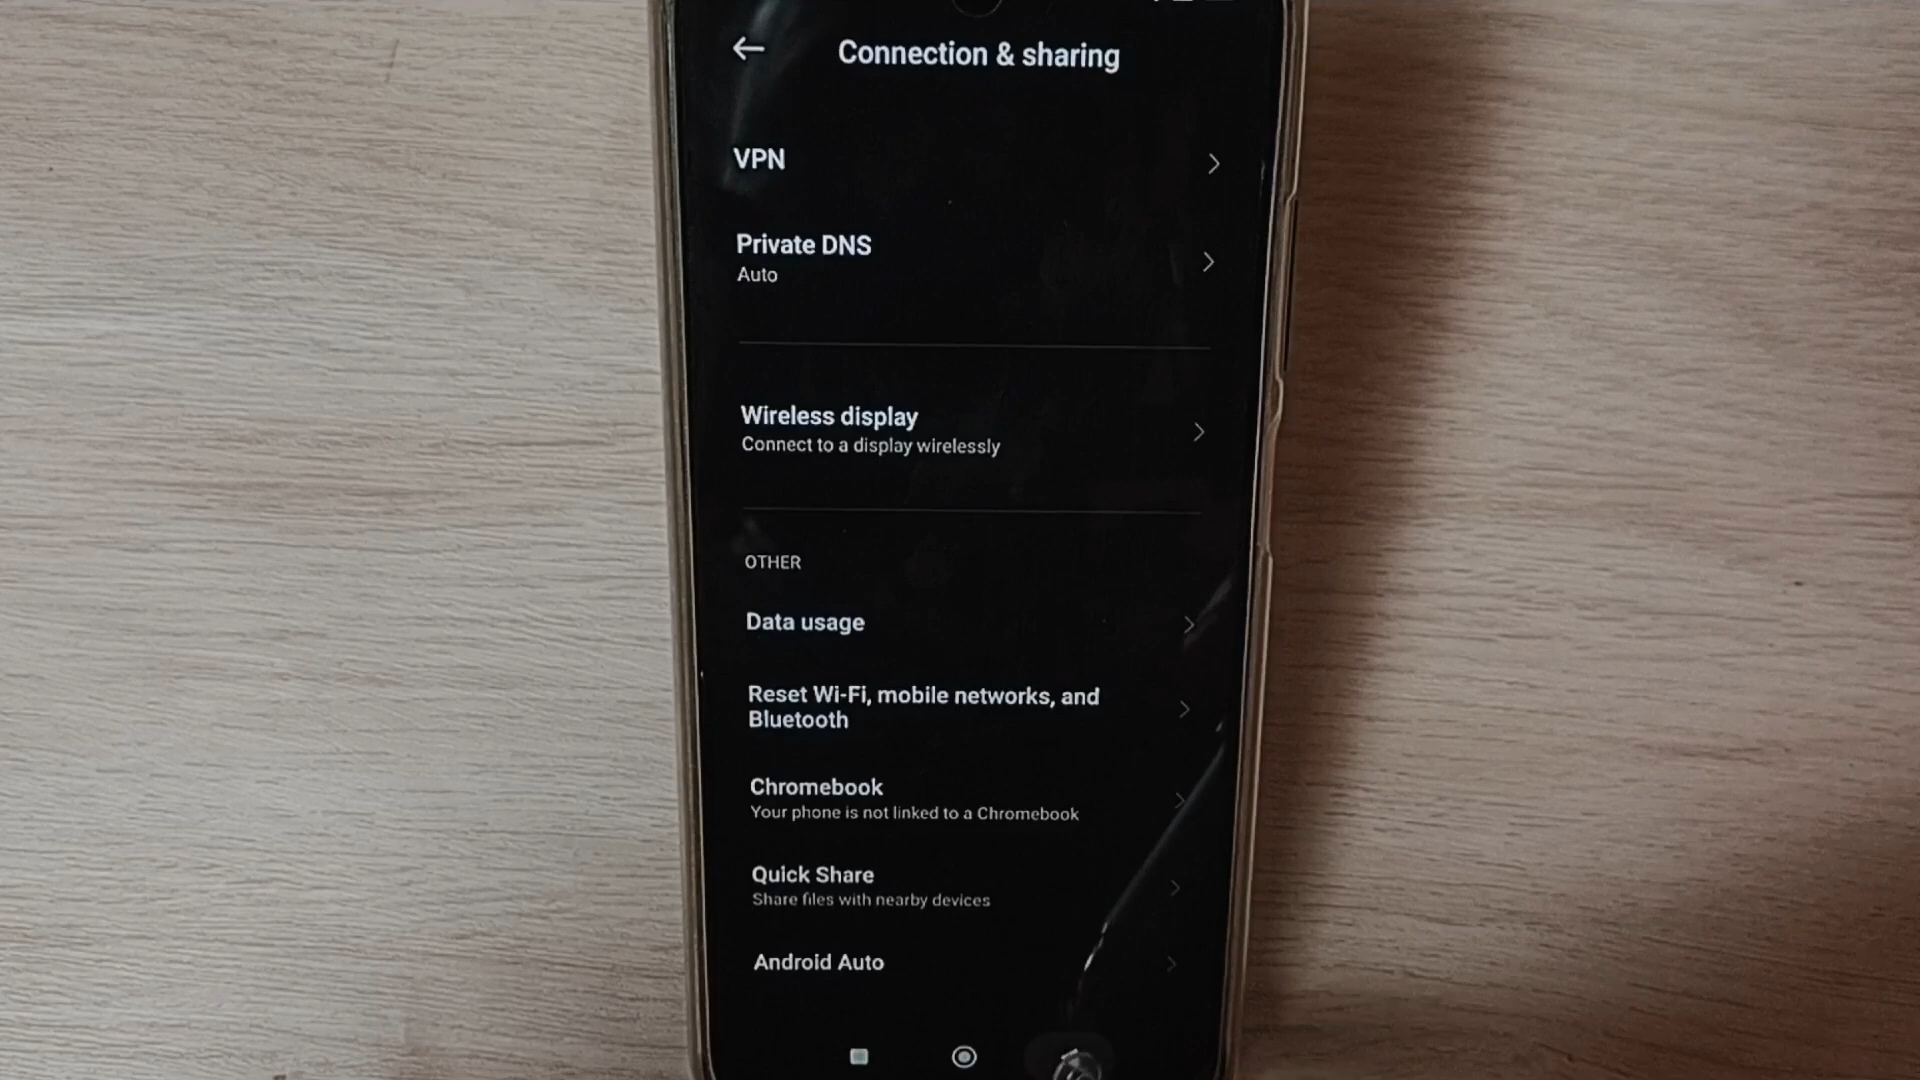 Connection & sharing
VPN
Private DNS
Auto
Wireless display
Connect to a display wirelessly
OTHER
Data usage
Reset Wi-Fi, mobile networks, and
Bluetooth
Chromebook
Your phone is not linked to a Chromebook
Quick Share
Share files with nearby devices
Android Auto